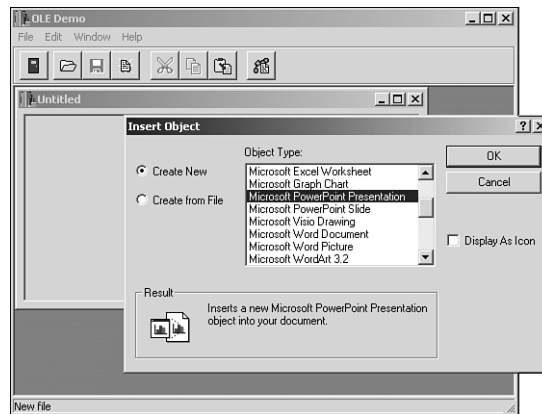 OLE Demo
File Edit Window Help
Untitled
Insert Object
Create New
Create from File
Object Type:
Microsoft Excel Worksheet
Microsoft Graph Chart
Microsoft PowerPoint Presentation
Microsoft PowerPoint Slide
Microsoft Visio Drawing
Microsoft Word Document
Microsoft Word Picture
Microsoft WordArt 3.2
OK
Cancel
Display As Icon
Result
Inserts a new Microsoft PowerPoint Presentation
object into your document.
New file